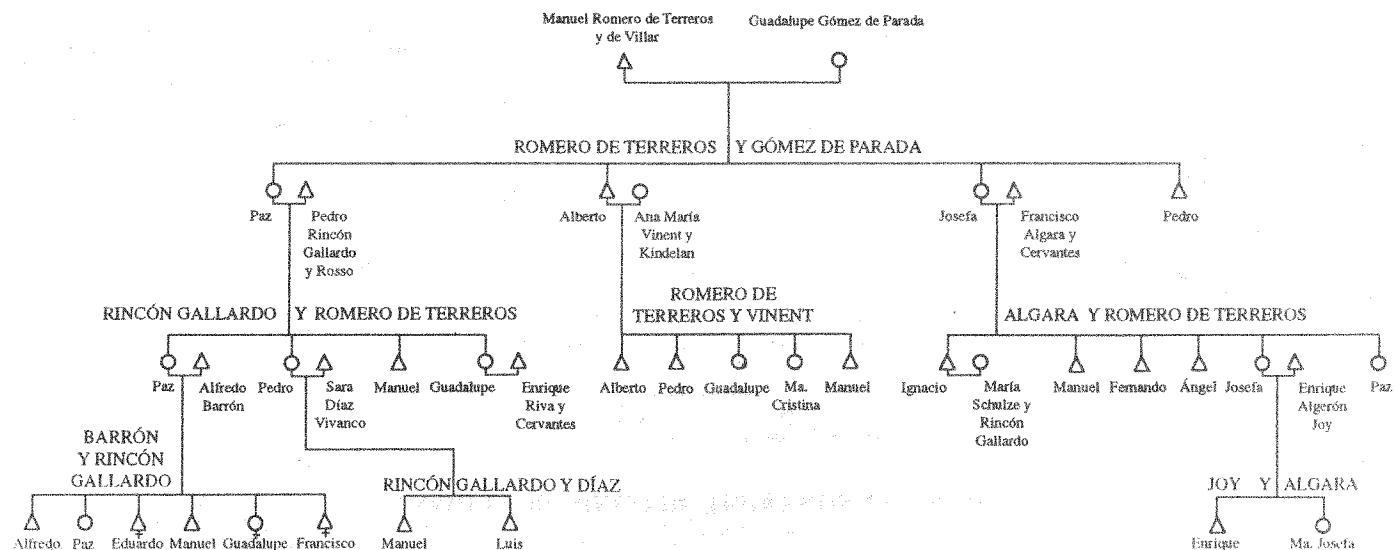 Manuel Romero de Terreros
y de Villar
Guadalupe Gómez de Parada
ROMERO DE TERREROS Y GÓMEZ DE PARADA
Paz
Pedro
Rincón
Gallardo
y Rosso
Alberto
Ana María
Vinent y
Kindelan
Josefa
Francisco
Algara y
Cervantes
Pedro
RINCÓN GALLARDO Y ROMERO DE TERREROS
ROMERO DE
TERREROS Y VINENT
ALGARA Y ROMERO DE TERREROS
Paz
Alfredo
Barrón
Pedro
Sara
Díaz
Vivanco
Manuel
Guadalupe
Enrique
Riva y
Cervantes
Alberto
Pedro
Guadalupe
Ma.
Cristina
Manuel
Ignacio
María
Schulze y
Rincón
Gallardo
Manuel
Fernando
Ángel
Josefa
Enrique
Algerón
Joy
Paz
BARRÓN
Y RINCÓN
GALLARDO
RINCÓN GALLARDO Y DÍAZ
JOY Y ALGARA
Alfredo
Paz
Eduardo
Manuel
Guadalupe
Francisco
Manuel
Luis
Enrique
Ma. Josefa